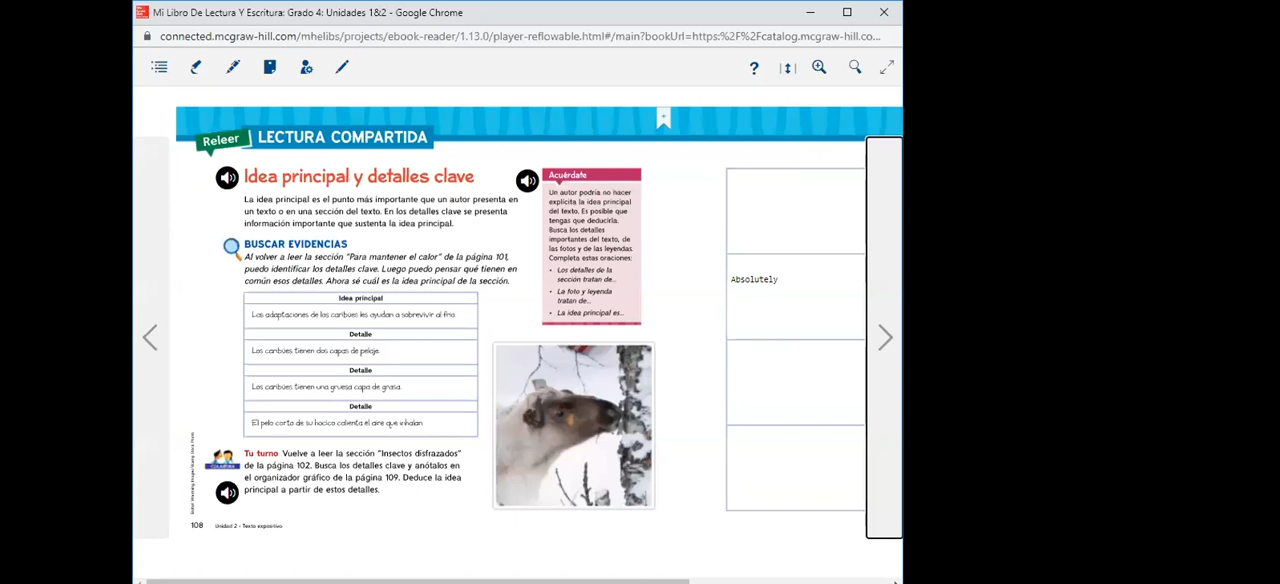 Mi Libro De Lectura Y Escritura: Grado 4: Unidades 1&2 - Google Chrome
connected.mcgraw-hill.com/mhelibs/projects/ebook-reader/1.13.0/player-reflowable.html#/main?bookUrl=https:%2F%2Fcatalog.mcgraw-hill.co...
?
Releer
LECTURA COMPARTIDA
Idea principal y detalles clave
La idea principal es el punto más importante que un autor presenta en
un texto o en una sección del texto. En los detalles clave se presenta
información importante que sustenta la idea principal.
BUSCAR EVIDENCIAS
Al volver a leer la sección "Para mantener el calor" de la página 101,
puedo identificar los detalles clave. Luego puedo pensar qué tienen en
común esos detalles. Ahora sé cuál es la idea principal de la sección.
Idea principal
Las adaptaciones de los caribúes les ayudan a sobrevivir al frío.
Detalle
Los caribúes tienen dos capas de pelaje.
Detalle
Los caribúes tienen una gruesa capa de grasa.
Detalle
El pelo corto de su hocico calienta el aire que inhalan.
COLABORA
Tu turno Vuelve a leer la sección "Insectos disfrazados"
de la página 102. Busca los detalles clave y anótalos en
el organizador gráfico de la página 109. Deduce la idea
principal a partir de estos detalles.
108 Unidad 2 - Texto expositivo
Acuérdate
Un autor podría no hacer
explícita la idea principal
del texto. Es posible que
tengas que deducirla.
Busca los detalles
importantes del texto, de
las fotos y de las leyendas.
Completa estas oraciones:
• Los detalles de la
sección tratan de...
• La foto y leyenda
tratan de...
• La idea principal es...
Absolutely